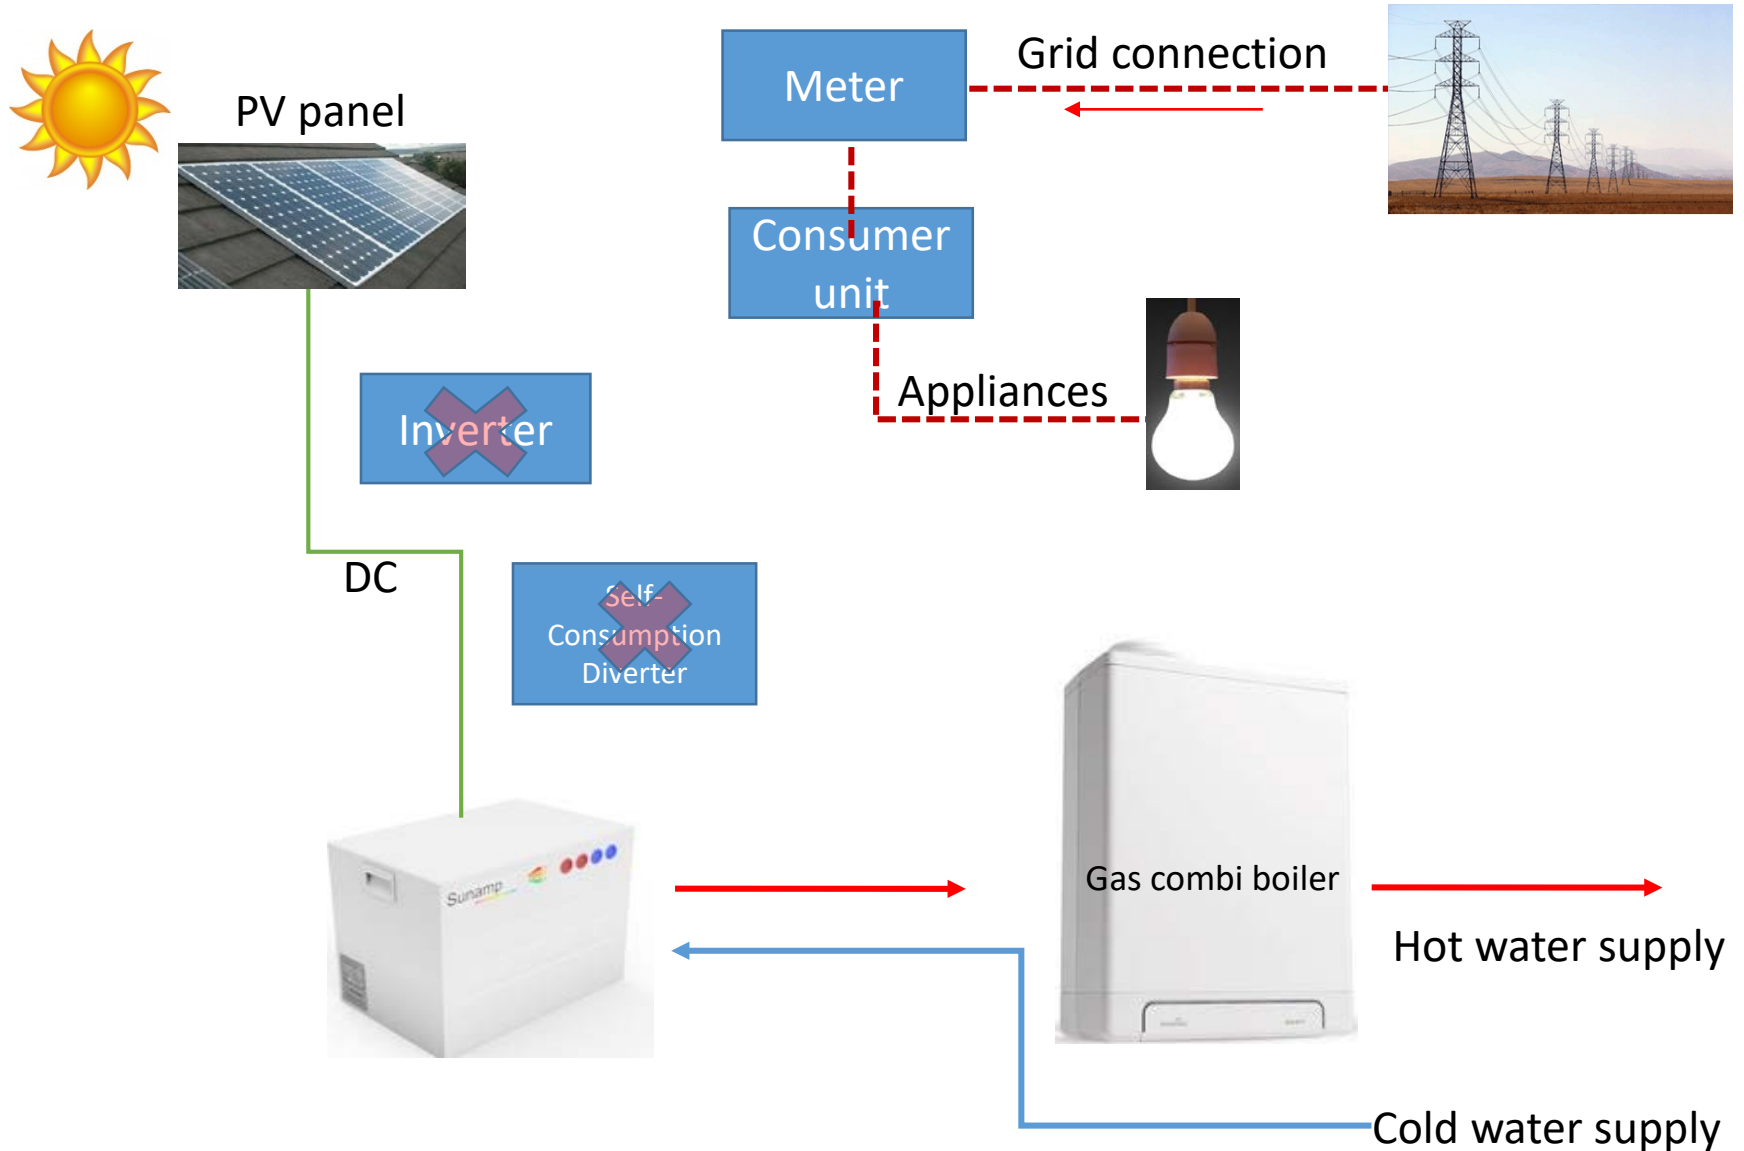 Grid connection
Meter
PV panel
Consumer
unit
Appliances
Inverter
DC
Self-
Consumption
Diverter
Sunamp
Gas combi boiler
Hot water supply
Cold water supply